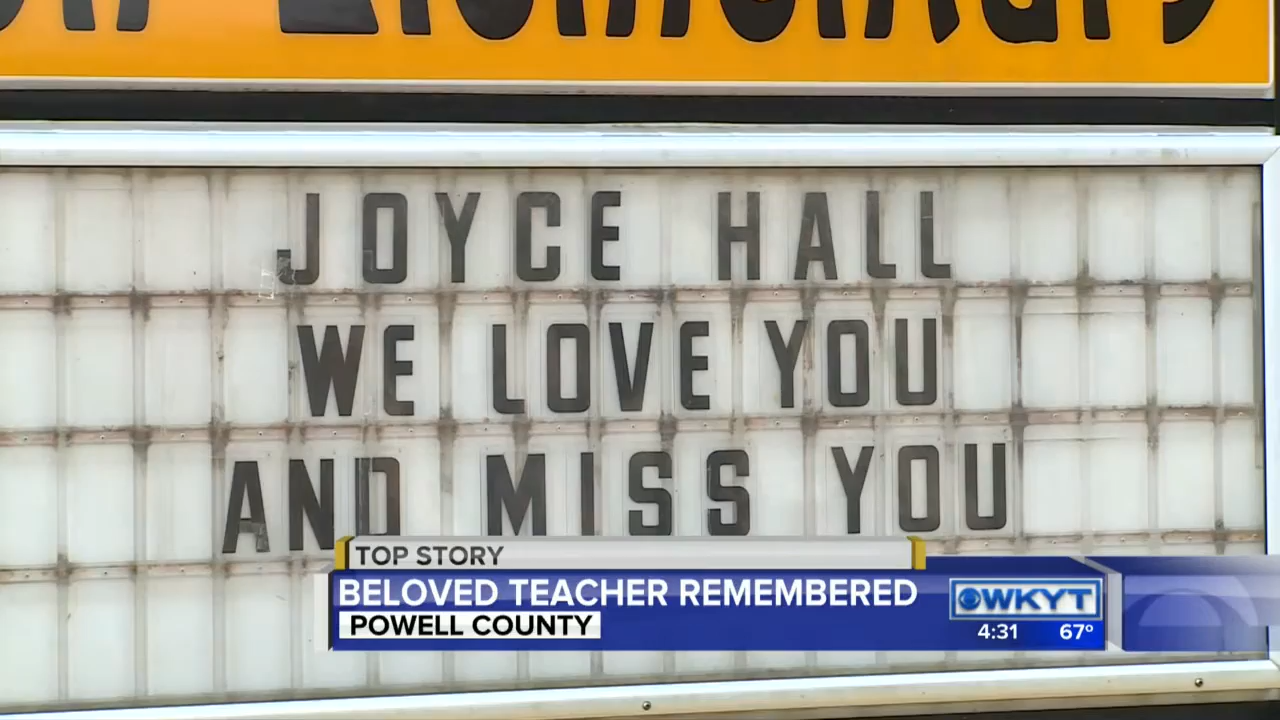 Elementary
JOYCE HALL
WE LOVE YOU
AND MISS YOU
TOP STORY
BELOVED TEACHER REMEMBERED
POWELL COUNTY
WKYT
4:31 67°